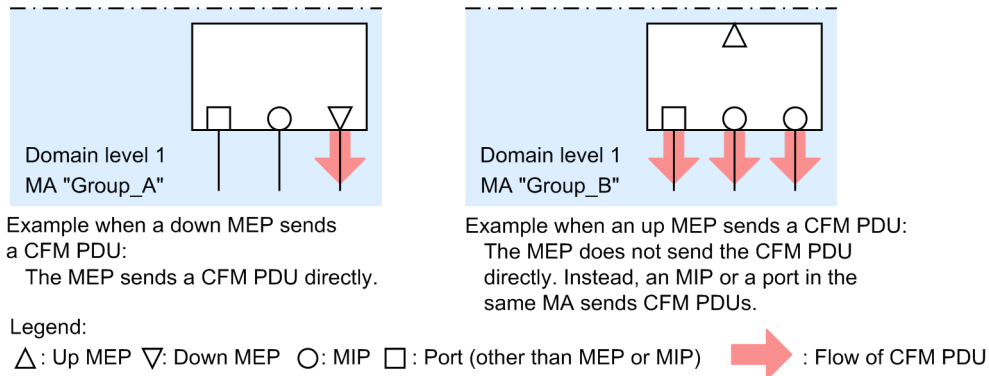 Domain level 1
MA "Group_A"
Example when a down MEP sends
a CFM PDU:
The MEP sends a CFM PDU directly.
Domain level 1
MA "Group_B"
Example when an up MEP sends a CFM PDU:
The MEP does not send the CFM PDU
directly. Instead, an MIP or a port in the
same MA sends CFM PDUs.
Legend:
: Up MEP : Down MEP : MIP : Port (other than MEP or MIP) : Flow of CFM PDU